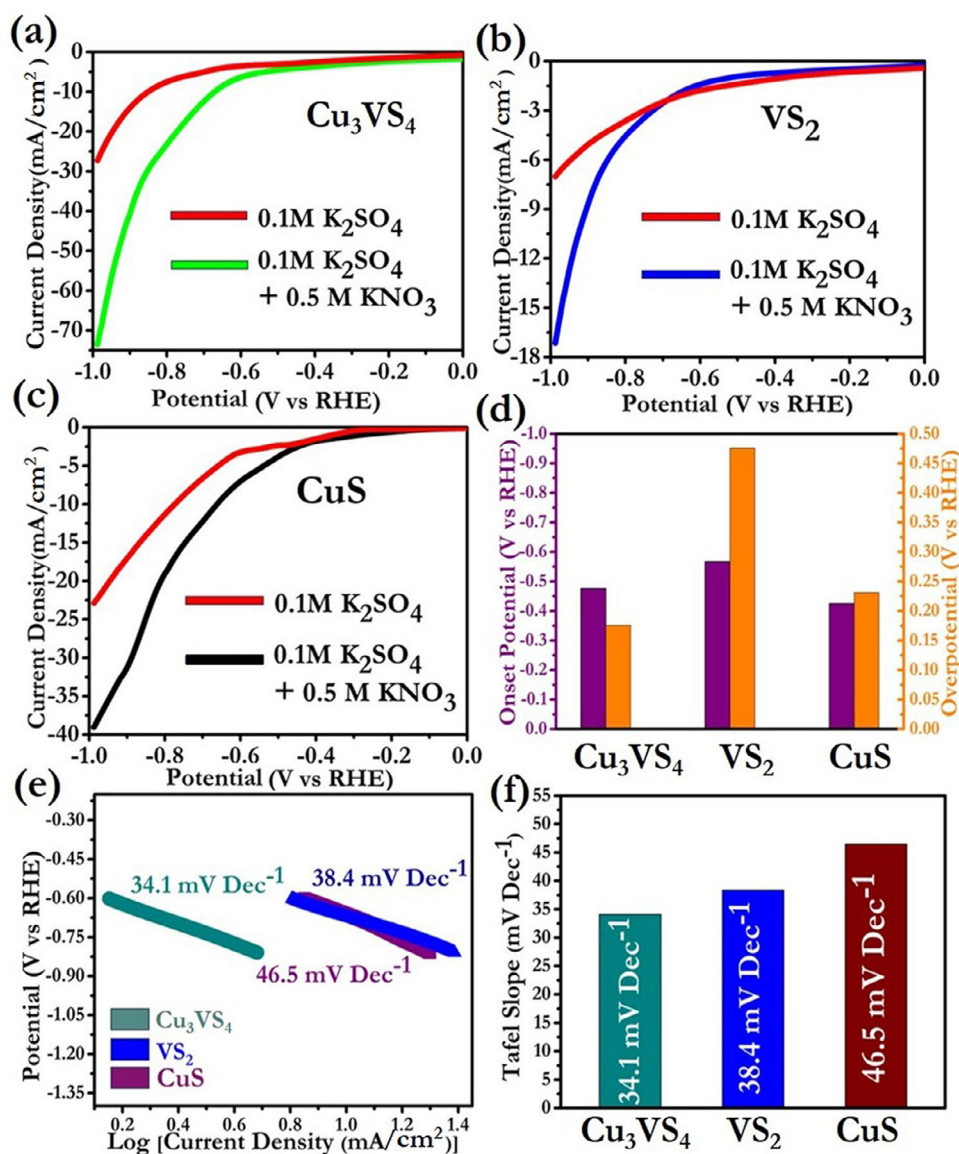 (a)
0
-10
-20
-30
-40
-50
-60
-70
Current Density(mA/cm²)
Cu₃VS₄
0.1M K₂SO₄
0.1M K₂SO₄
+ 0.5 M KNO₃
-1.0 -0.8 -0.6 -0.4 -0.2 0.0
Potential (V vs RHE)
(b)
0
-3
-6
-9
-12
-15
-18
Current Density(mA/cm²)
VS₂
0.1M K₂SO₄
0.1M K₂SO₄
+ 0.5 M KNO₃
-1.0 -0.8 -0.6 -0.4 -0.2 0.0
Potential (V vs RHE)
(c)
0
-5
-10
-15
-20
-25
-30
-35
-40
Current Density(mA/cm²)
CuS
0.1M K₂SO₄
0.1M K₂SO₄
+ 0.5 M KNO₃
-1.0 -0.8 -0.6 -0.4 -0.2 0.0
Potential (V vs RHE)
(d)
-1.0
-0.9
-0.8
-0.7
-0.6
-0.5
-0.4
-0.3
-0.2
-0.1
0.0
Onset Potential (V vs RHE)
0.50
0.45
0.40
0.35
0.30
0.25
0.20
0.15
0.10
0.05
0.00
Overpotential (V vs RHE)
Cu₃VS₄ VS₂ CuS
(e)
-0.30
-0.45
-0.60
-0.75
-0.90
-1.05
-1.20
-1.35
Potential (V vs RHE)
34.1 mV Dec⁻¹
38.4 mV Dec⁻¹
46.5 mV Dec⁻¹
Cu₃VS₄
VS₂
CuS
0.2 0.4 0.6 0.8 1.0 1.2 1.4
Log [Current Density (mA/cm²)]
(f)
55
50
45
40
35
30
25
20
15
10
5
0
Tafel Slope (mV Dec⁻¹)
34.1 mV Dec⁻¹
38.4 mV Dec⁻¹
46.5 mV Dec⁻¹
Cu₃VS₄ VS₂ CuS